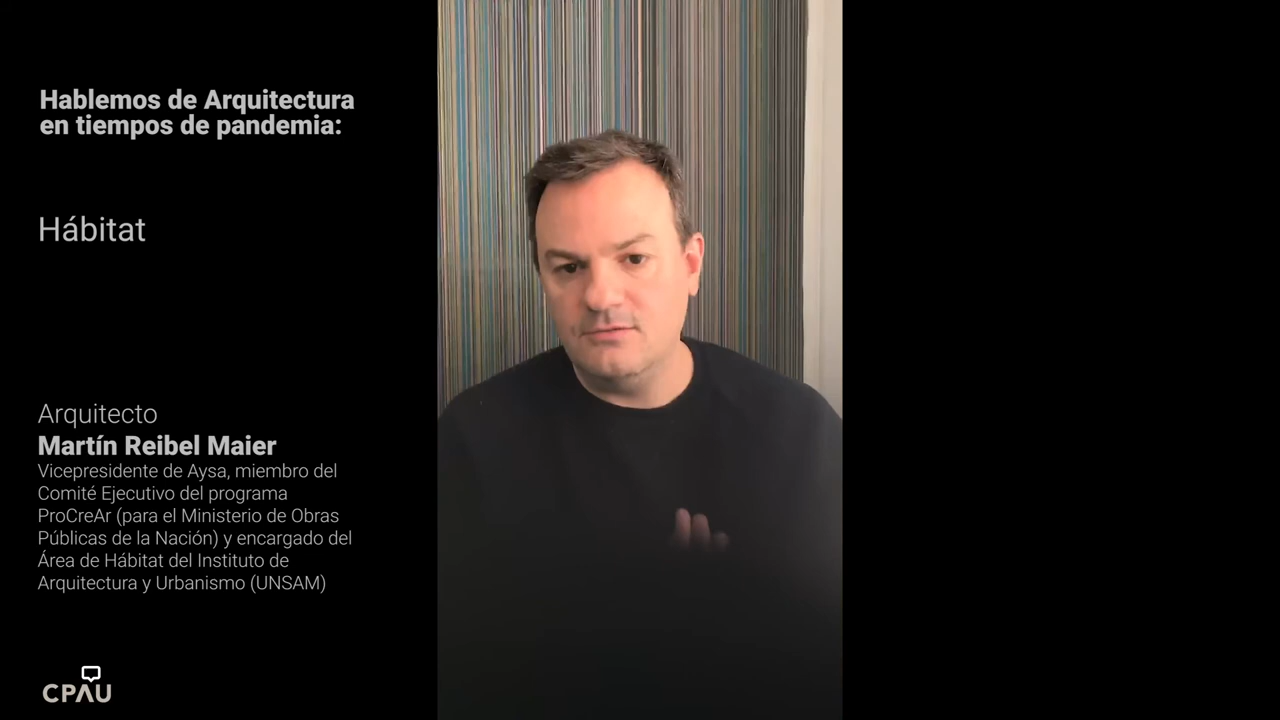 Hablemos de Arquitectura
en tiempos de pandemia:
Hábitat
Arquitecto
Martín Reibel Maier
Vicepresidente de Aysa, miembro del
Comité Ejecutivo del programa
ProCreAr (para el Ministerio de Obras
Públicas de la Nación) y encargado del
Área de Hábitat del Instituto de
Arquitectura y Urbanismo (UNSAM)
CPAU